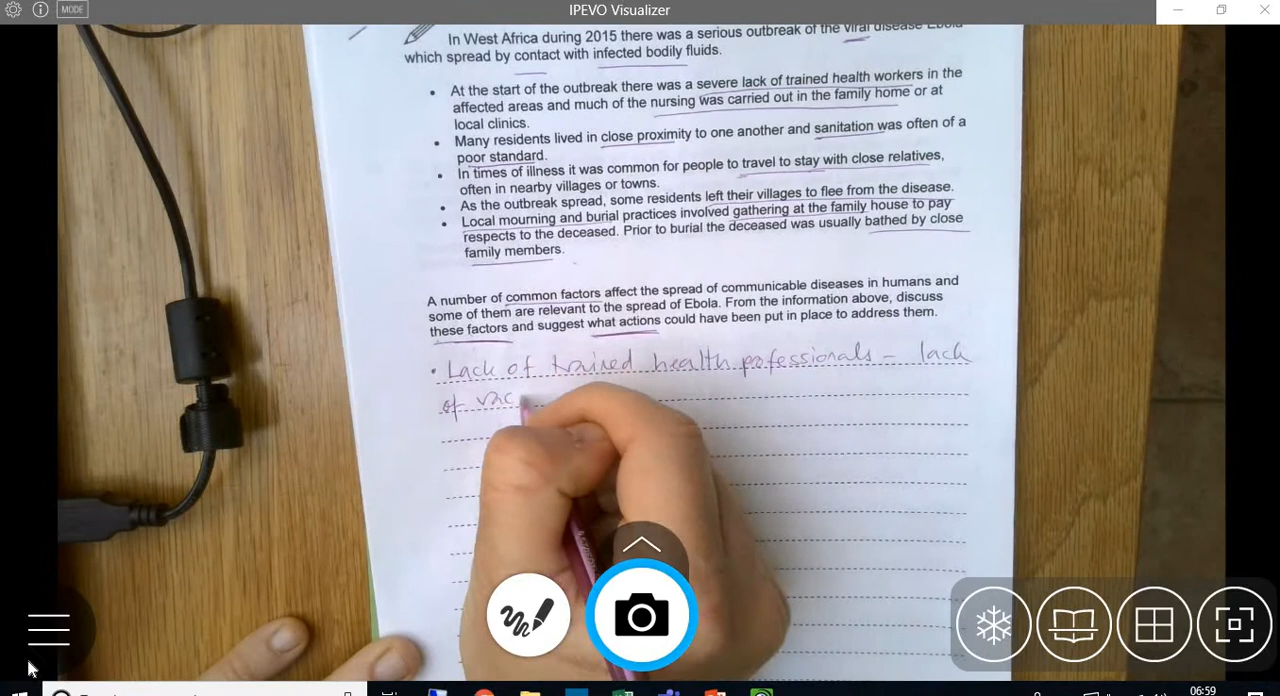 IPEVO Visualizer
MODE
In West Africa during 2015 there was a serious outbreak of the viral disease Ebola
which spread by contact with infected bodily fluids.
• At the start of the outbreak there was a severe lack of trained health workers in the
affected areas and much of the nursing was carried out in the family home or at
local clinics.
• Many residents lived in close proximity to one another and sanitation was often of a
poor standard.
• In times of illness it was common for people to travel to stay with close relatives,
often in nearby villages or towns.
• As the outbreak spread, some residents left their villages to flee from the disease.
• Local mourning and burial practices involved gathering at the family house to pay
respects to the deceased. Prior to burial the deceased was usually bathed by close
family members.
A number of common factors affect the spread of communicable diseases in humans and
some of them are relevant to the spread of Ebola. From the information above, discuss
these factors and suggest what actions could have been put in place to address them.
• Lack of trained health professionals – lack
of vac
06:59